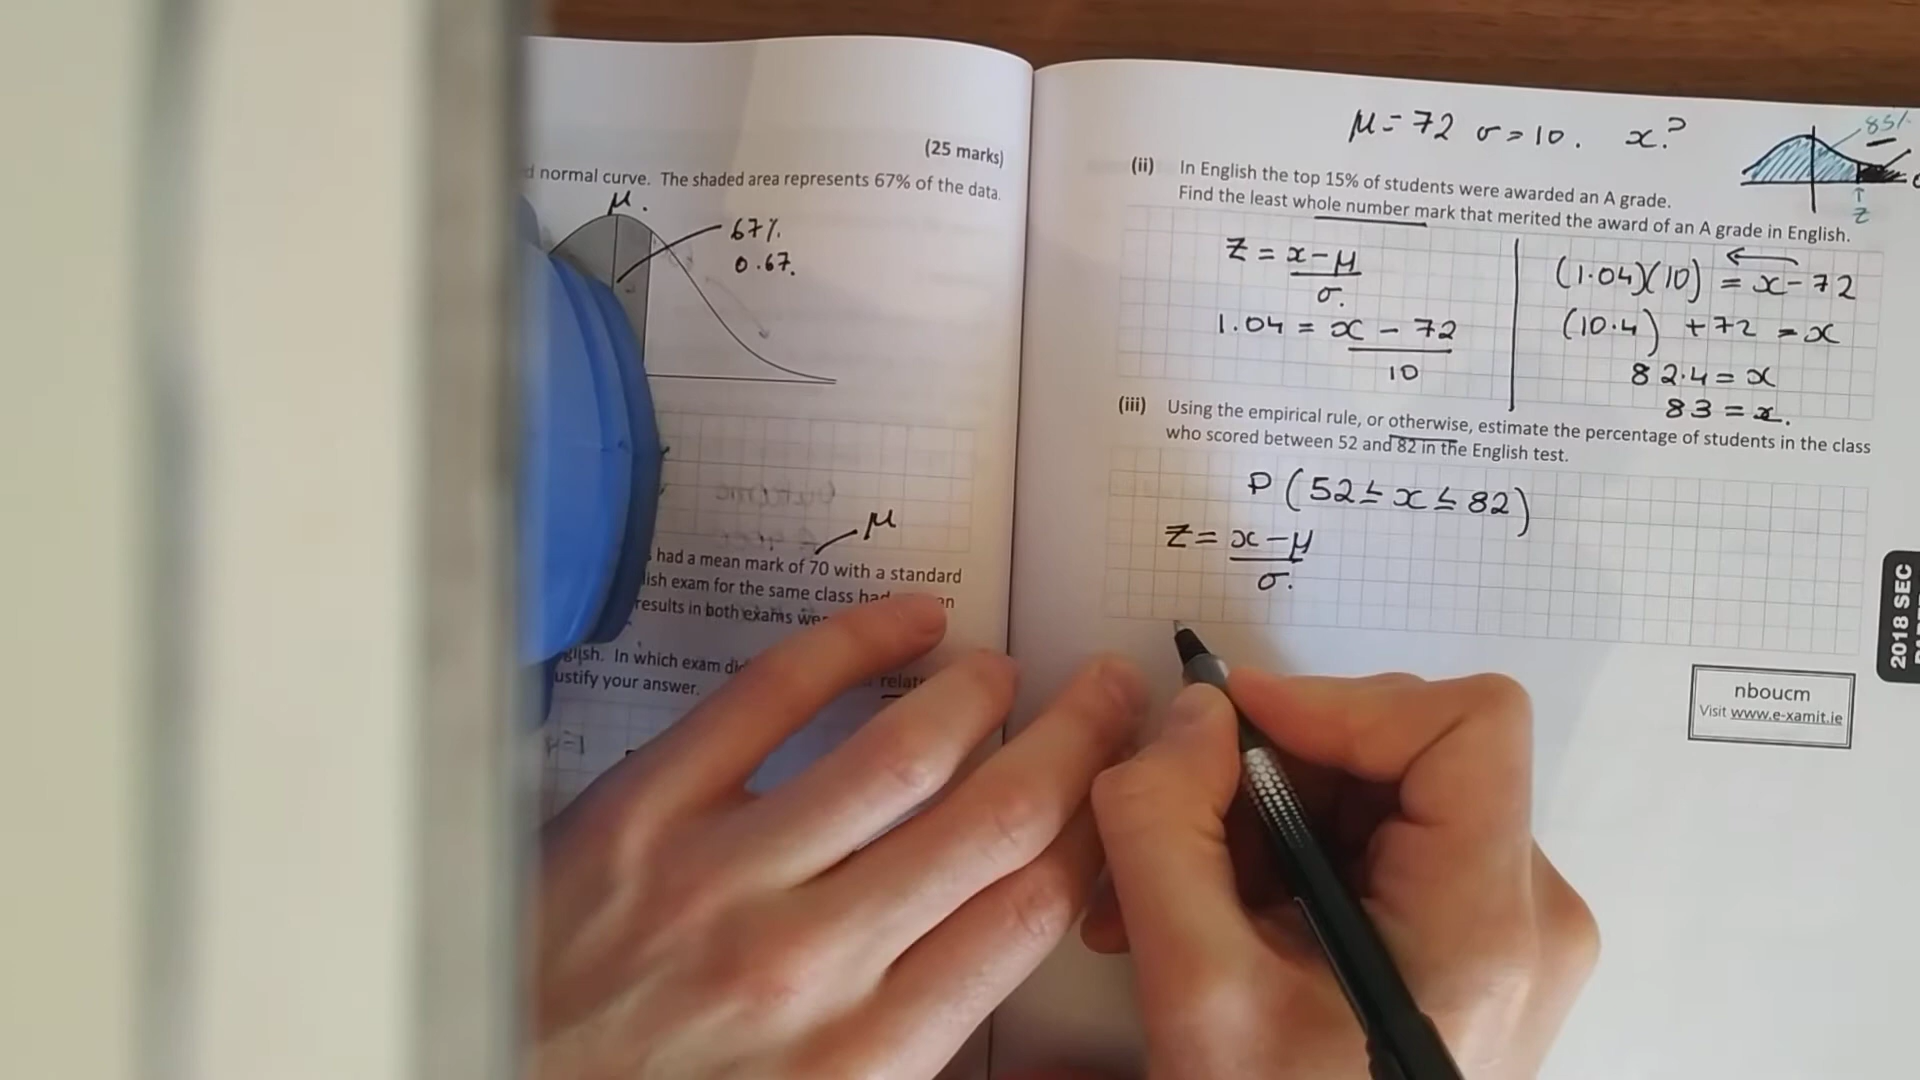 (25 marks)
normal curve. The shaded area represents 67% of the data.
μ.
67%.
0.67.
μ
had a mean mark of 70 with a standard
lish exam for the same class had
results in both exams
glish. In which exam
ustify your answer.
μ = 72 σ = 10. x?
85%
z
(ii) In English the top 15% of students were awarded an A grade.
Find the least whole number mark that merited the award of an A grade in English.
z = x - μ
σ.
1.04 = x - 72
10
(1.04)(10) = x - 72
(10.4) + 72 = x
82.4 = x
83 = x.
(iii) Using the empirical rule, or otherwise, estimate the percentage of students in the class
who scored between 52 and 82 in the English test.
P (52 ≤ x ≤ 82)
z = x - μ
σ.
2018 SEC
nboucm
Visit www.e-xamit.ie